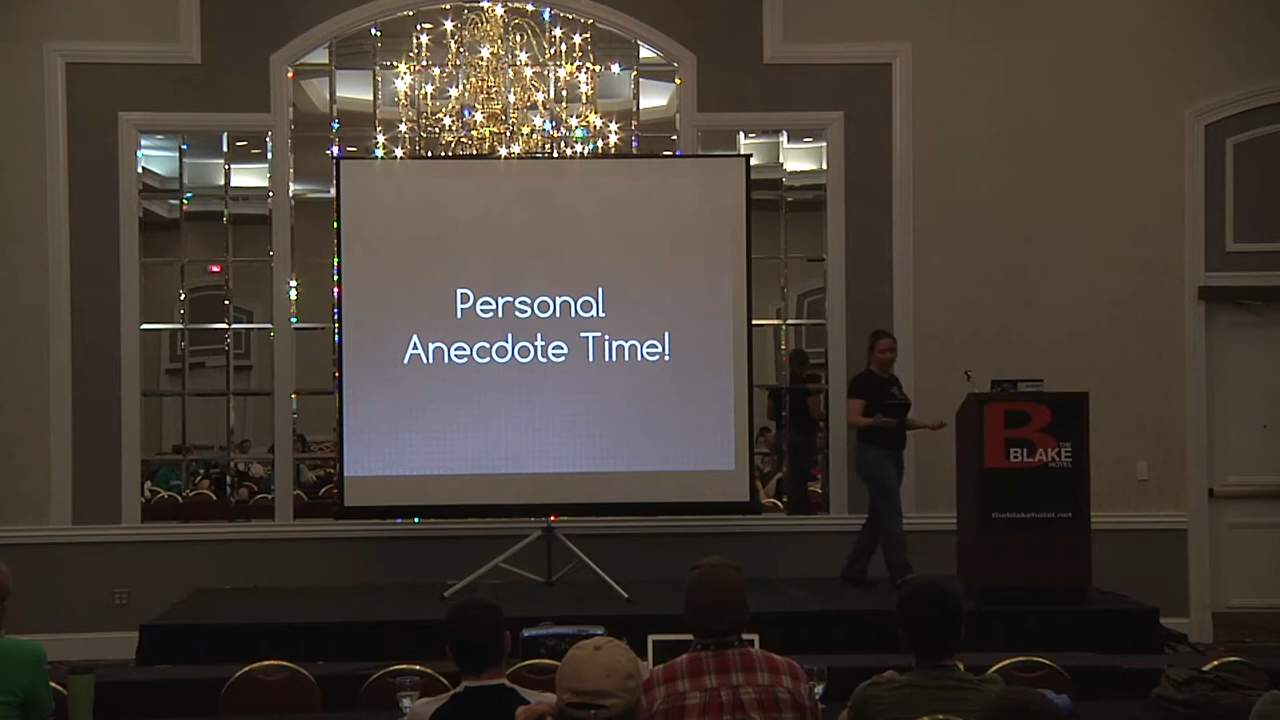 Personal
Anecdote Time!
B
THE
BLAKE
HOTEL
theblakehotel.net